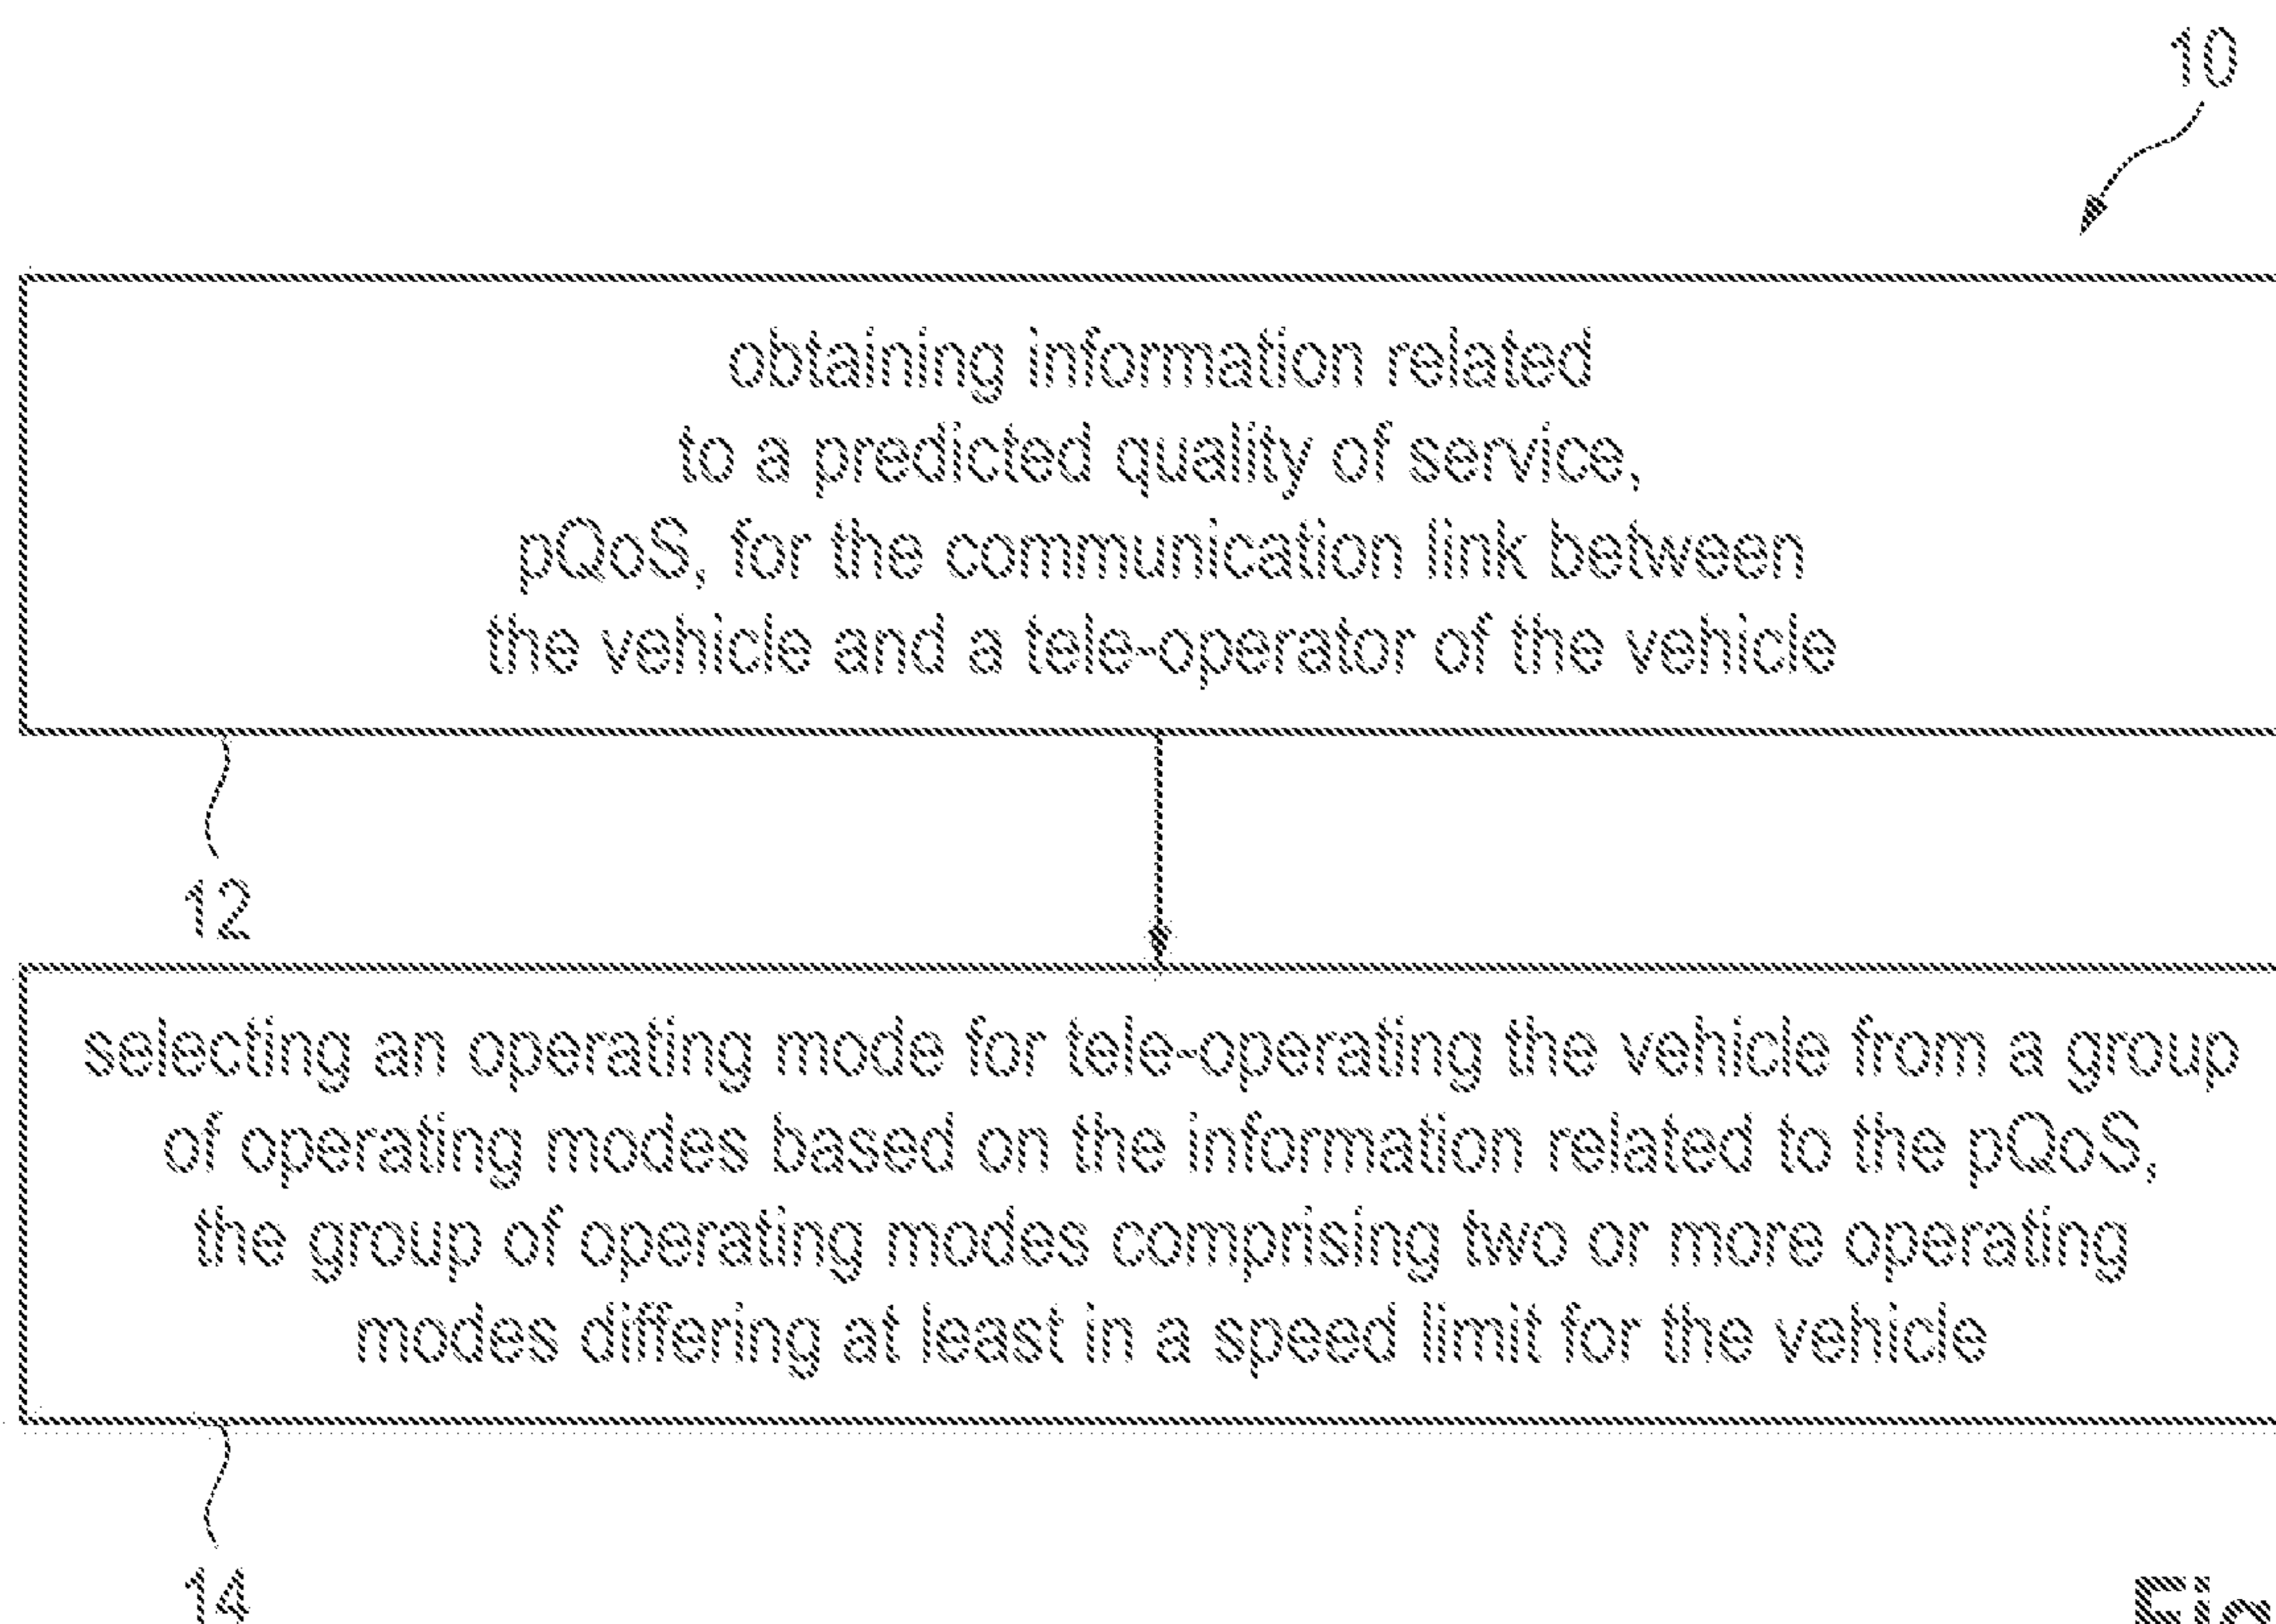 10
obtaining information related
to a predicted quality of service,
pQoS, for the communication link between
the vehicle and a tele-operator of the vehicle
12
selecting an operating mode for tele-operating the vehicle from a group
of operating modes based on the information related to the pQoS,
the group of operating modes comprising two or more operating
modes differing at least in a speed limit for the vehicle
14